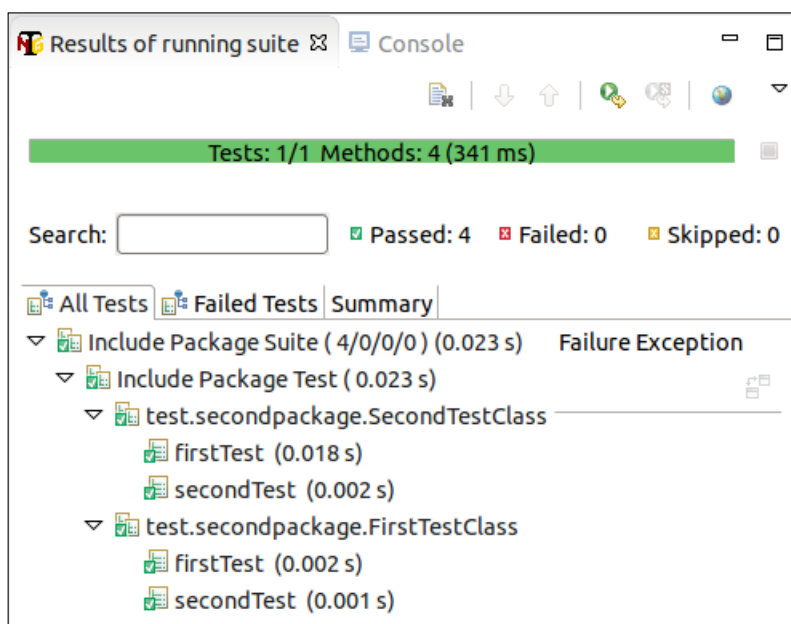 Results of running suite Console
Tests: 1/1 Methods: 4 (341 ms)
Search: Passed: 4 Failed: 0 Skipped: 0
All Tests Failed Tests Summary
Include Package Suite ( 4/0/0/0 ) (0.023 s) Failure Exception
Include Package Test ( 0.023 s)
test.secondpackage.SecondTestClass
firstTest (0.018 s)
secondTest (0.002 s)
test.secondpackage.FirstTestClass
firstTest (0.002 s)
secondTest (0.001 s)